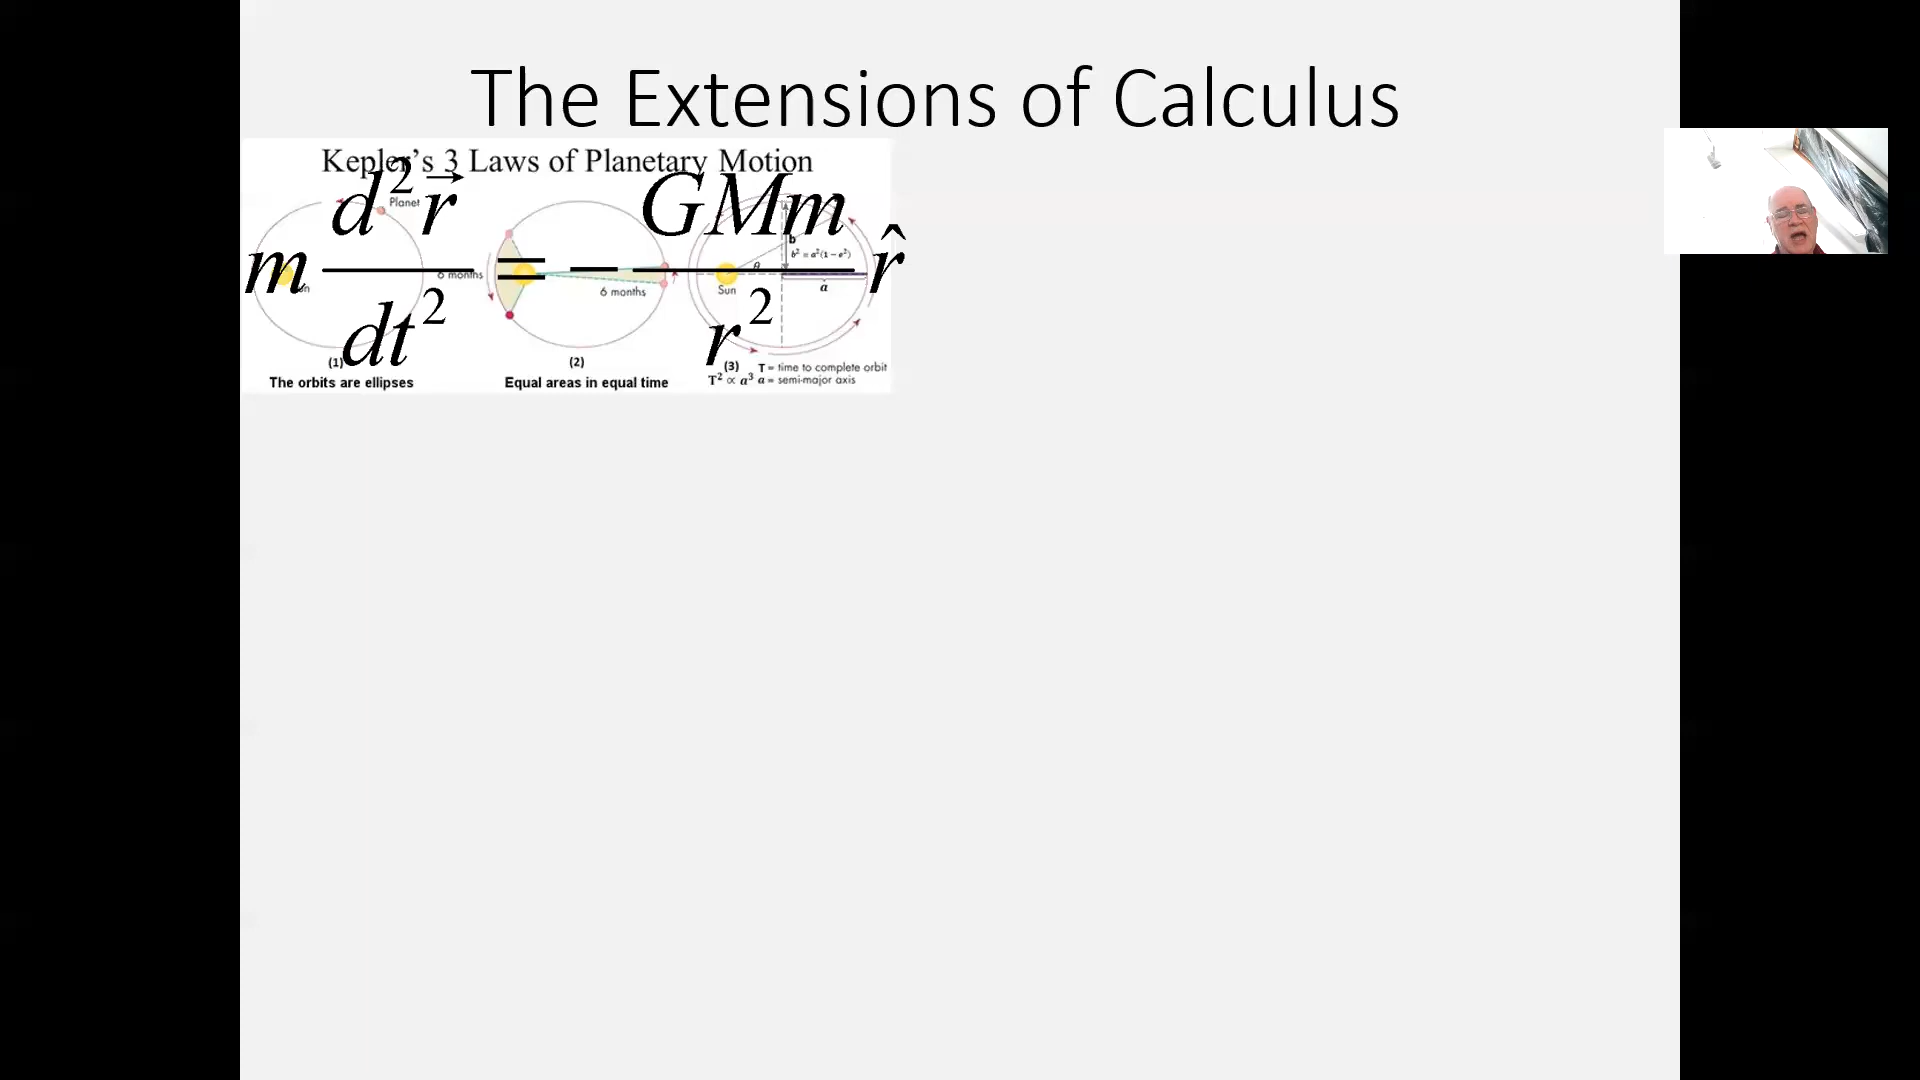 The Extensions of Calculus
Kepler's 3 Laws of Planetary Motion
m d²r⃗ / dt² = − GMm / r² r̂
Planet
6 months
6 months
Sun
b
b² = a²(1 − e²)
θ
a
(1)
The orbits are ellipses
(2)
Equal areas in equal time
(3) T = time to complete orbit
T² ∝ a³ a = semi-major axis